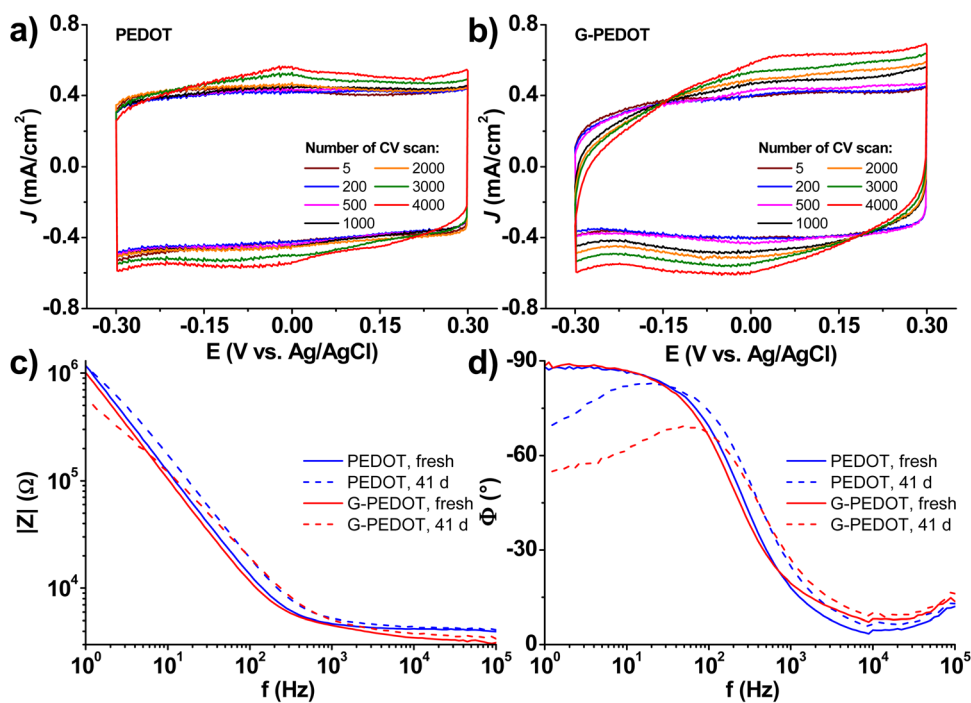 a)
PEDOT
0.8
0.4
0.0
-0.4
-0.8
J (mA/cm²)
Number of CV scan:
5 2000
200 3000
500 4000
1000
-0.30 -0.15 0.00 0.15 0.30
E (V vs. Ag/AgCl)
b)
G-PEDOT
0.8
0.4
0.0
-0.4
-0.8
J (mA/cm²)
Number of CV scan:
5 2000
200 3000
500 4000
1000
-0.30 -0.15 0.00 0.15 0.30
E (V vs. Ag/AgCl)
c)
10⁶
10⁵
10⁴
|Z| (Ω)
PEDOT, fresh
PEDOT, 41 d
G-PEDOT, fresh
G-PEDOT, 41 d
10⁰ 10¹ 10² 10³ 10⁴ 10⁵
f (Hz)
d)
-90
-60
-30
0
Φ (°)
PEDOT, fresh
PEDOT, 41 d
G-PEDOT, fresh
G-PEDOT, 41 d
10⁰ 10¹ 10² 10³ 10⁴ 10⁵
f (Hz)